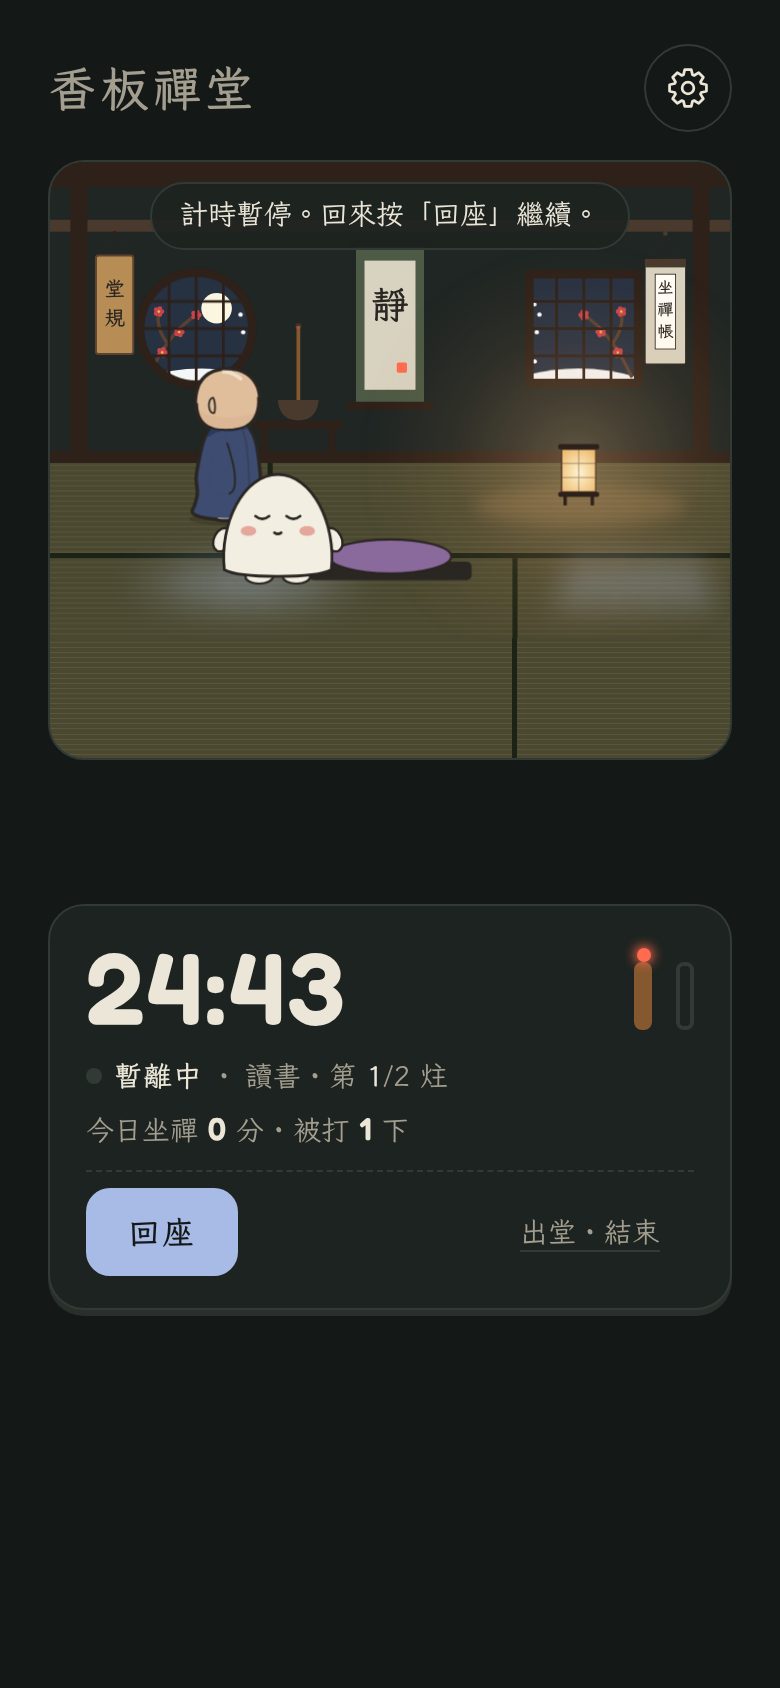 香板禪堂
計時暫停。回來按「回座」繼續。
堂規
靜
坐禪帳
24:43
暫離中 · 讀書·第 1/2 炷
今日坐禪 0 分·被打 1 下
回座
出堂·結束